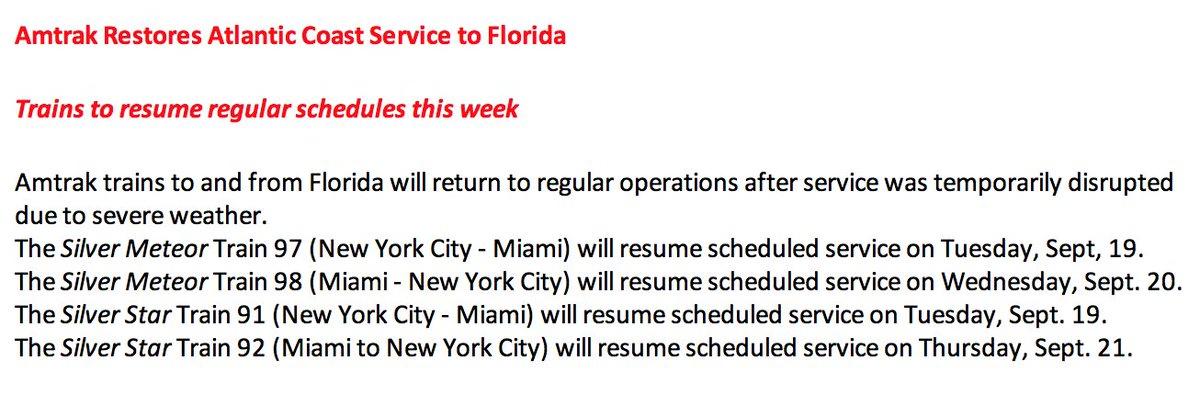 Amtrak Restores Atlantic Coast Service to Florida
Trains to resume regular schedules this week
Amtrak trains to and from Florida will return to regular operations after service was temporarily disrupted
due to severe weather.
The Silver Meteor Train 97 (New York City - Miami) will resume scheduled service on Tuesday, Sept, 19.
The Silver Meteor Train 98 (Miami - New York City) will resume scheduled service on Wednesday, Sept. 20.
The Silver Star Train 91 (New York City - Miami) will resume scheduled service on Tuesday, Sept. 19.
The Silver Star Train 92 (Miami to New York City) will resume scheduled service on Thursday, Sept. 21.